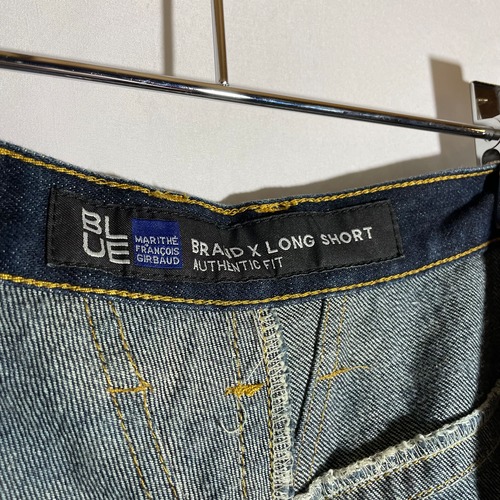 BL
UE
MARITHÉ
FRANÇOIS
GIRBAUD
BRAND X LONG SHORT
AUTHENTIC FIT